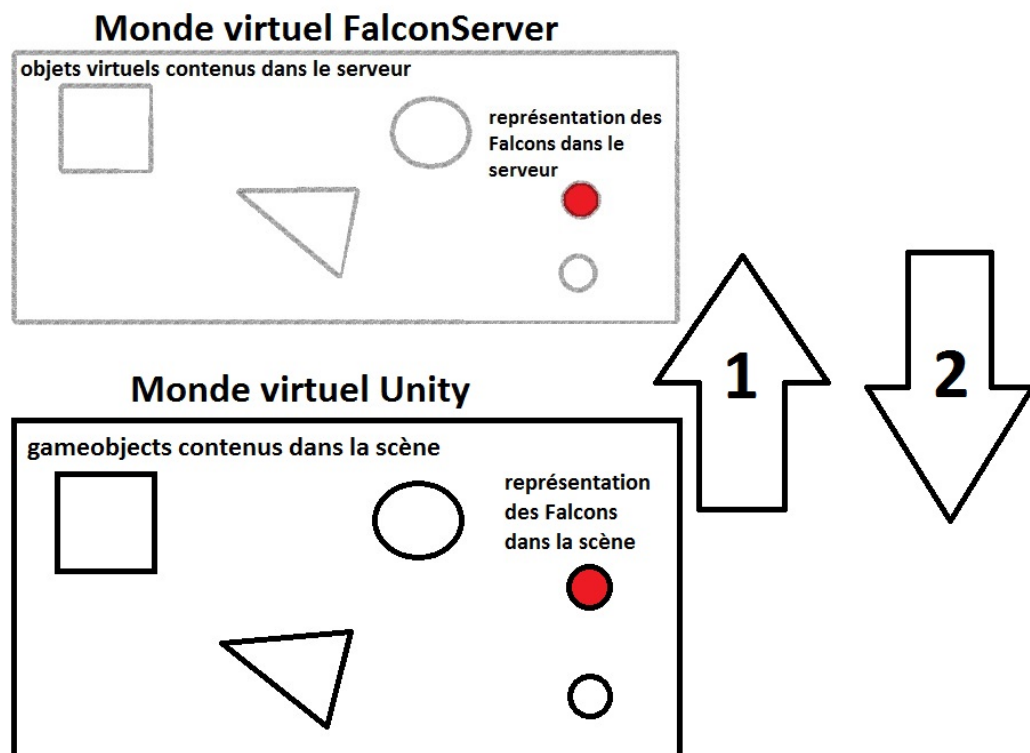 Monde virtuel FalconServer
objets virtuels contenus dans le serveur
représentation des
Falcons dans le
serveur
1
2
Monde virtuel Unity
gameobjects contenus dans la scène
représentation
des Falcons
dans la scène